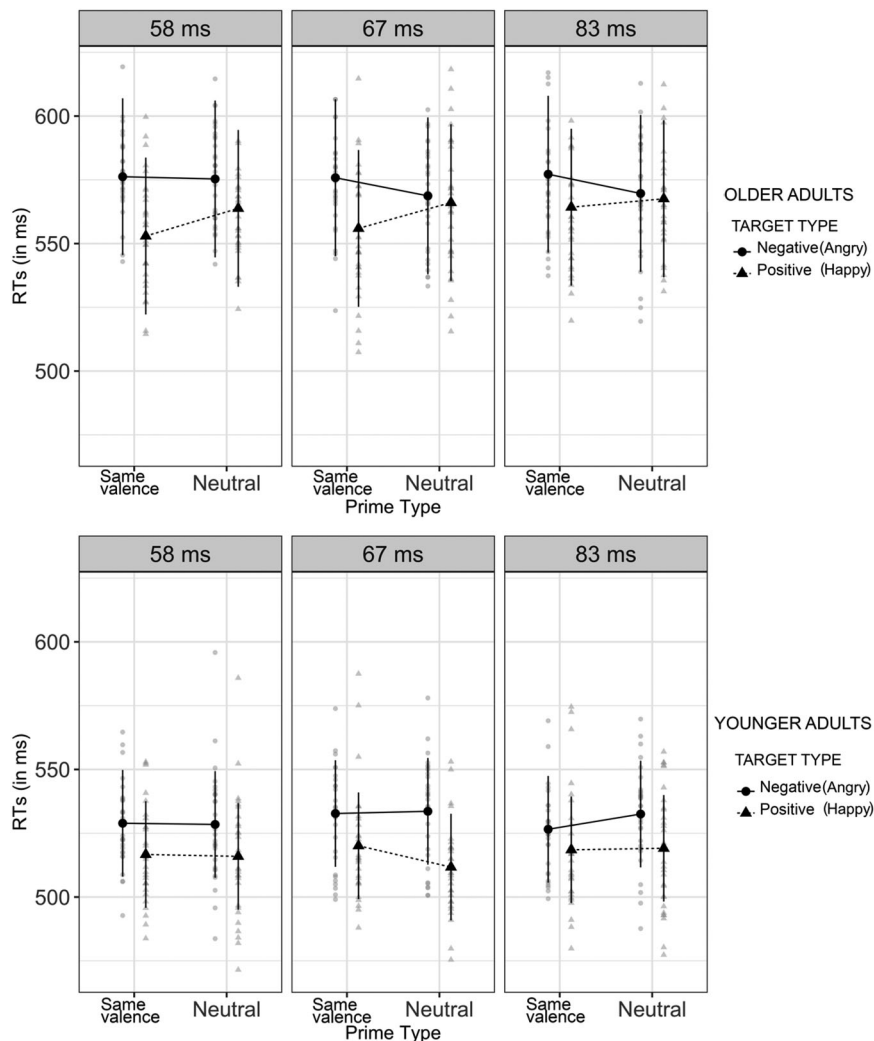 58 ms
67 ms
83 ms
600
550
500
RTs (in ms)
Same
valence
Neutral
Same
valence
Neutral
Same
valence
Neutral
Prime Type
OLDER ADULTS
TARGET TYPE
Negative(Angry)
Positive (Happy)
58 ms
67 ms
83 ms
600
550
500
RTs (in ms)
Same
valence
Neutral
Same
valence
Neutral
Same
valence
Neutral
Prime Type
YOUNGER ADULTS
TARGET TYPE
Negative(Angry)
Positive (Happy)